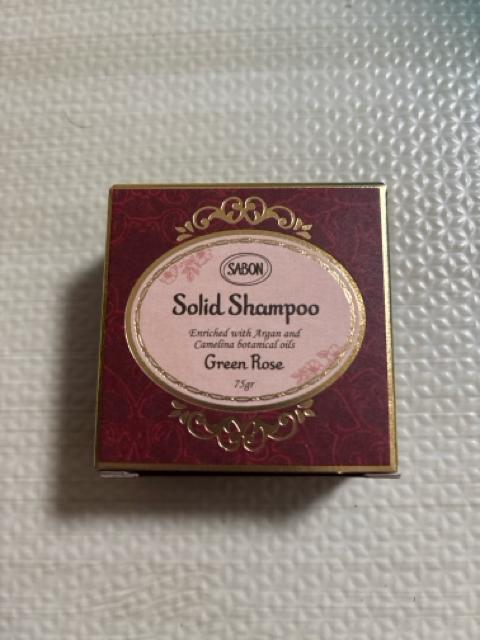 SABON
Solid Shampoo
Enriched with Argan and
Camelina botanical oils
Green Rose
75gr